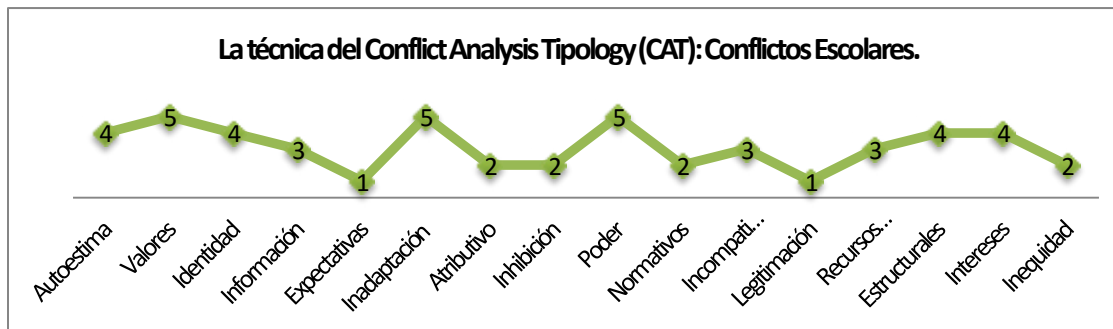 La técnica del Conflict Analysis Tipology (CAT): Conflictos Escolares.
4 5 4 3 1 5 2 2 5 2 3 1 3 4 4 2
Autoestima
Valores
Identidad
Información
Expectativas
Inadaptación
Atributivo
Inhibición
Poder
Normativos
Incompati...
Legitimación
Recursos...
Estructurales
Intereses
Inequidad